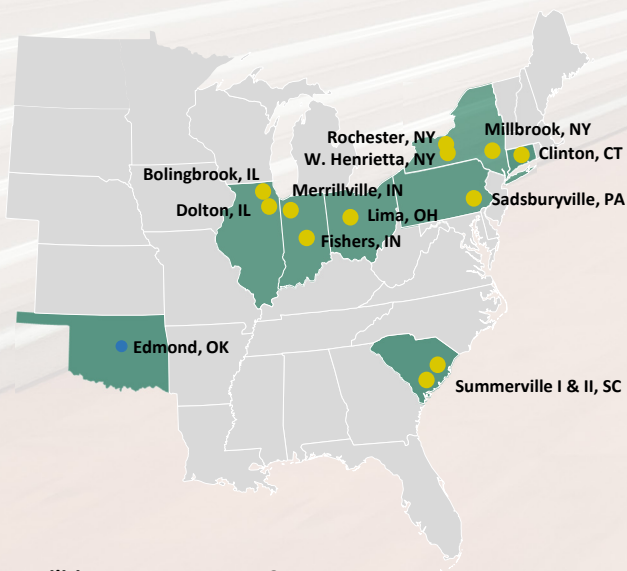 Rochester, NY
Millbrook, NY
W. Henrietta, NY
Clinton, CT
Bolingbrook, IL
Merrillville, IN
Dolton, IL
Lima, OH
Sadsburyville, PA
Fishers, IN
Edmond, OK
Summerville I & II, SC